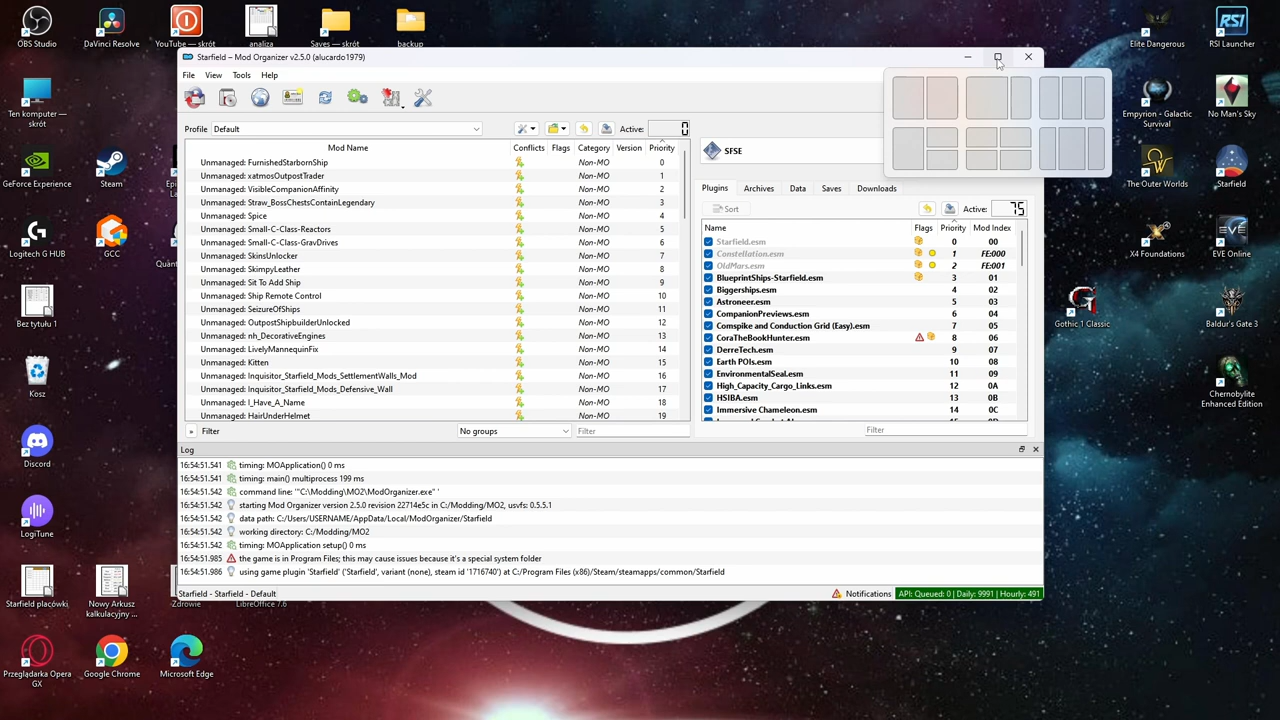 OBS Studio
DaVinci Resolve
YouTube — skrót
analiza
Saves — skrót
backup
Elite Dangerous
RSI Launcher
Starfield – Mod Organizer v2.5.0 (alucardo1979)
File View Tools Help
Ten komputer —
skrót
Empyrion - Galactic
Survival
No Man's Sky
Profile Default
Active: 0
SFSE
Mod Name Conflicts Flags Category Version Priority
Unmanaged: FurnishedStarbornShip Non-MO 0
Unmanaged: xatmosOutpostTrader Non-MO 1
Unmanaged: VisibleCompanionAffinity Non-MO 2
Unmanaged: Straw_BossChestsContainLegendary Non-MO 3
Unmanaged: Spice Non-MO 4
Unmanaged: Small-C-Class-Reactors Non-MO 5
Unmanaged: Small-C-Class-GravDrives Non-MO 6
Unmanaged: SkinsUnlocker Non-MO 7
Unmanaged: SkimpyLeather Non-MO 8
Unmanaged: Sit To Add Ship Non-MO 9
Unmanaged: Ship Remote Control Non-MO 10
Unmanaged: SeizureOfShips Non-MO 11
Unmanaged: OutpostShipbuilderUnlocked Non-MO 12
Unmanaged: nh_DecorativeEngines Non-MO 13
Unmanaged: LivelyMannequinFix Non-MO 14
Unmanaged: Kitten Non-MO 15
Unmanaged: Inquisitor_Starfield_Mods_SettlementWalls_Mod Non-MO 16
Unmanaged: Inquisitor_Starfield_Mods_Defensive_Wall Non-MO 17
Unmanaged: I_Have_A_Name Non-MO 18
Unmanaged: HairUnderHelmet Non-MO 19
Plugins Archives Data Saves Downloads
Sort
Active: 75
Name Flags Priority Mod Index
Starfield.esm 0 00
Constellation.esm 1 FE:000
OldMars.esm 2 FE:001
BlueprintShips-Starfield.esm 3 01
Biggerships.esm 4 02
Astroneer.esm 5 03
CompanionPreviews.esm 6 04
Comspike and Conduction Grid (Easy).esm 7 05
CoraTheBookHunter.esm 8 06
DerreTech.esm 9 07
Earth POIs.esm 10 08
EnvironmentalSeal.esm 11 09
High_Capacity_Cargo_Links.esm 12 0A
HSIBA.esm 13 0B
Immersive Chameleon.esm 14 0C
Filter
No groups
Filter
Filter
GeForce Experience
Steam
The Outer Worlds
Starfield
Logitech G HUB
GCC
X4 Foundations
EVE Online
Bez tytułu 1
Gothic 1 Classic
Baldur's Gate 3
Kosz
Chernobylite
Enhanced Edition
Discord
LogiTune
Log
16:54:51.541 timing: MOApplication() 0 ms
16:54:51.541 timing: main() multiprocess 199 ms
16:54:51.542 command line: '"C:\Modding\MO2\ModOrganizer.exe" '
16:54:51.542 starting Mod Organizer version 2.5.0 revision 22714e5c in C:/Modding/MO2, usvfs: 0.5.5.1
16:54:51.542 data path: C:/Users/USERNAME/AppData/Local/ModOrganizer/Starfield
16:54:51.542 working directory: C:/Modding/MO2
16:54:51.542 timing: MOApplication setup() 0 ms
16:54:51.985 the game is in Program Files; this may cause issues because it's a special system folder
16:54:51.986 using game plugin 'Starfield' ('Starfield', variant (none), steam id '1716740') at C:/Program Files (x86)/Steam/steamapps/common/Starfield
Starfield - Starfield - Default
Notifications
API: Queued: 0 | Daily: 9991 | Hourly: 491
Starfield placówki
Nowy Arkusz
kalkulacyjny ...
Zdrowie
LibreOffice 7.6
Przeglądarka Opera
GX
Google Chrome
Microsoft Edge